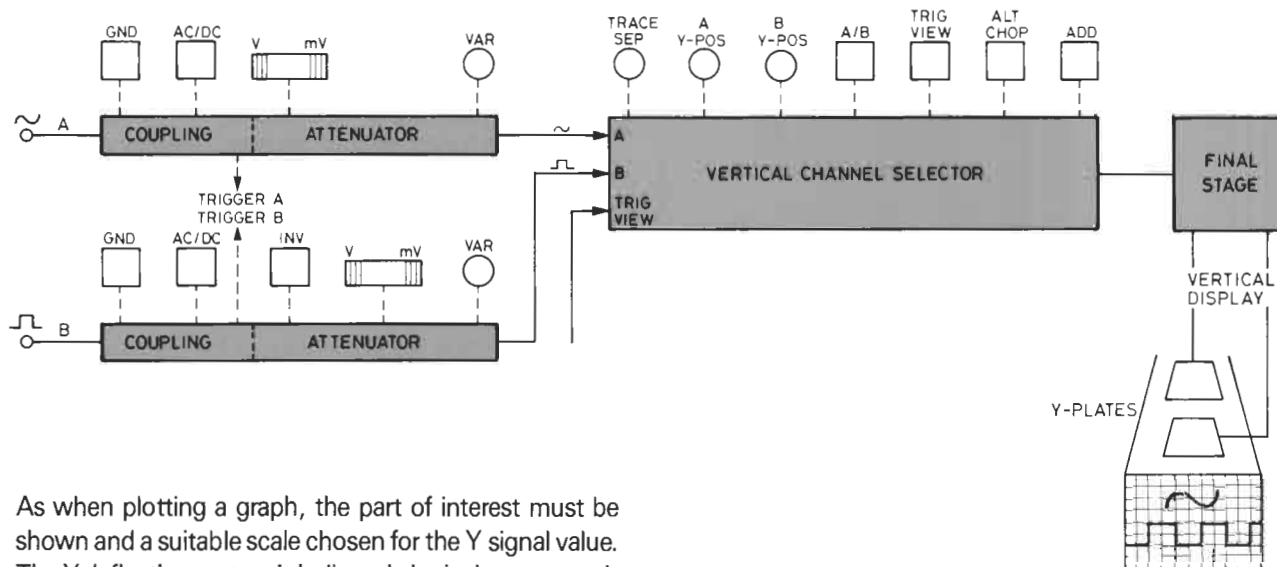 GND AC/DC V mV VAR
TRACE SEP A Y-POS B Y-POS A/B TRIG VIEW ALT CHOP ADD
A COUPLING ATTENUATOR
A
B
TRIG VIEW
VERTICAL CHANNEL SELECTOR
FINAL STAGE
TRIGGER A
TRIGGER B
GND AC/DC INV V mV VAR
B COUPLING ATTENUATOR
VERTICAL DISPLAY
Y-PLATES
As when plotting a graph, the part of interest must be
shown and a suitable scale chosen for the Y signal value.